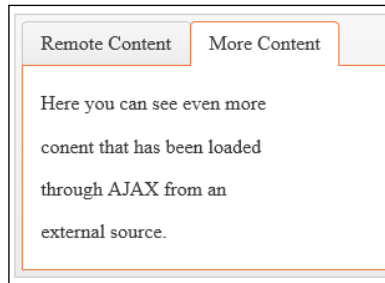 Remote Content More Content
Here you can see even more
conent that has been loaded
through AJAX from an
external source.